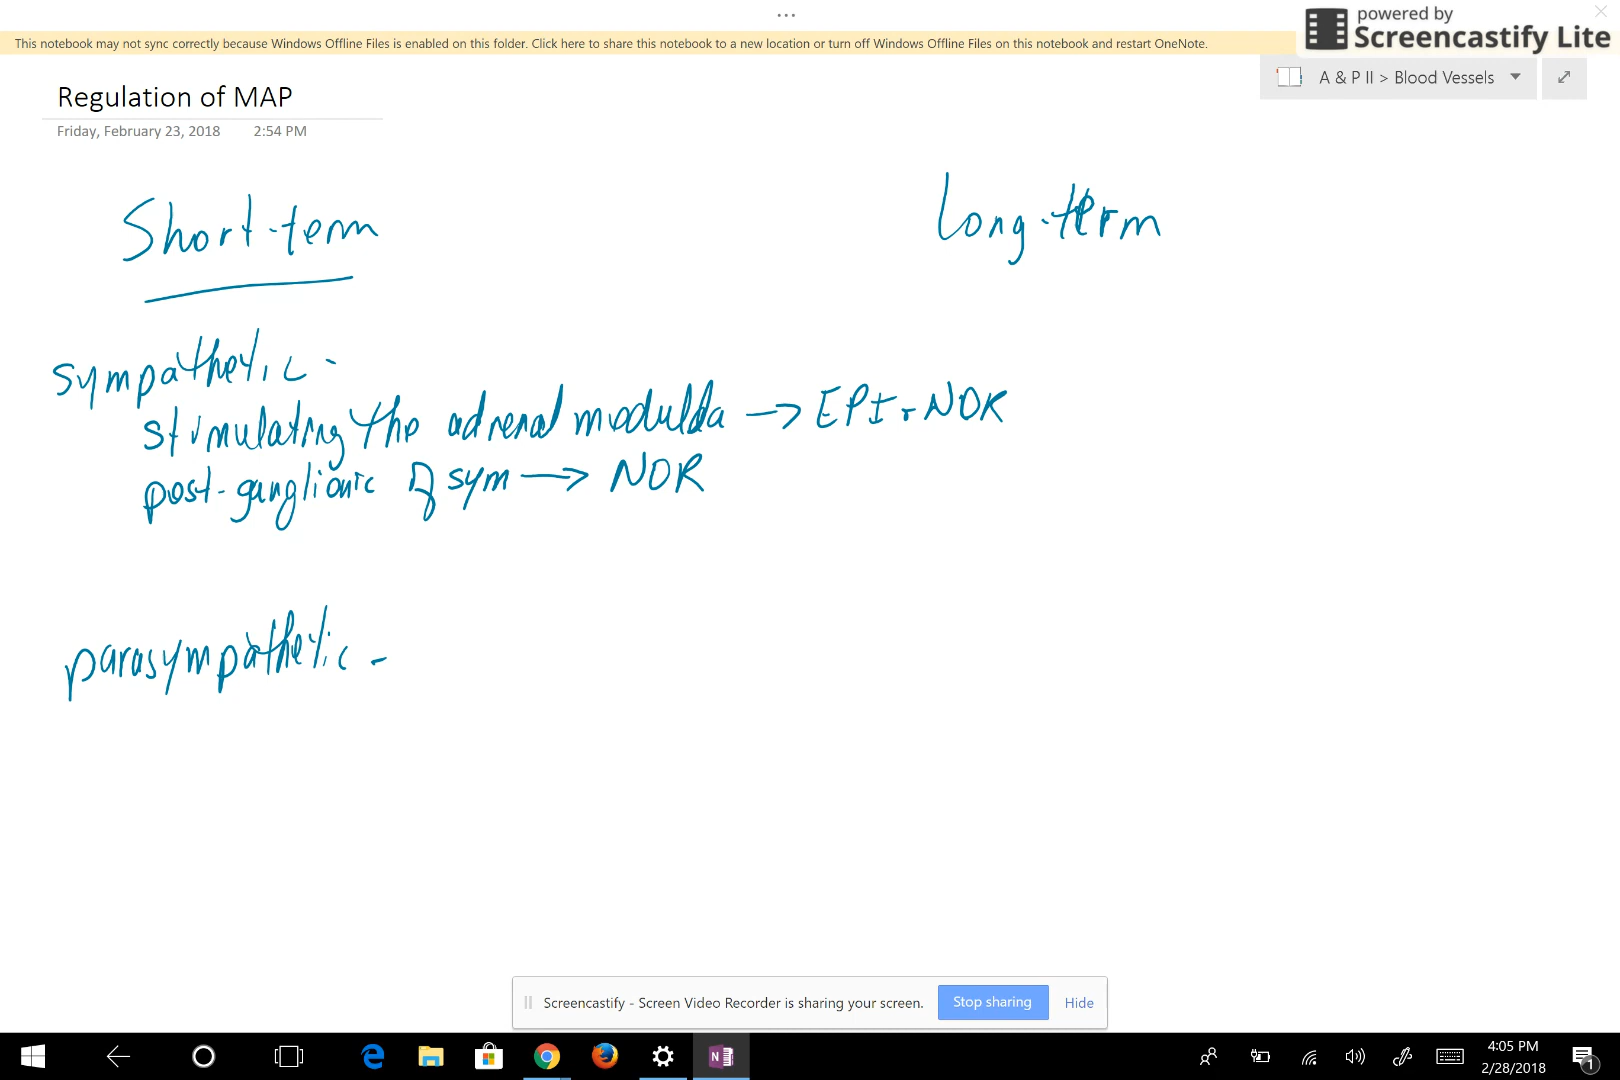 ...
powered by
Screencastify Lite
This notebook may not sync correctly because Windows Offline Files is enabled on this folder. Click here to share this notebook to a new location or turn off Windows Offline Files on this notebook and restart OneNote.
A & P II > Blood Vessels
Regulation of MAP
Friday, February 23, 2018 2:54 PM
Short-term
Long-term
sympathetic -
stimulating the adrenal modulda → EPI + NOR
post-ganglionic of sym → NOR
parasympathetic -
Screencastify - Screen Video Recorder is sharing your screen. Stop sharing Hide
4:05 PM
2/28/2018
1